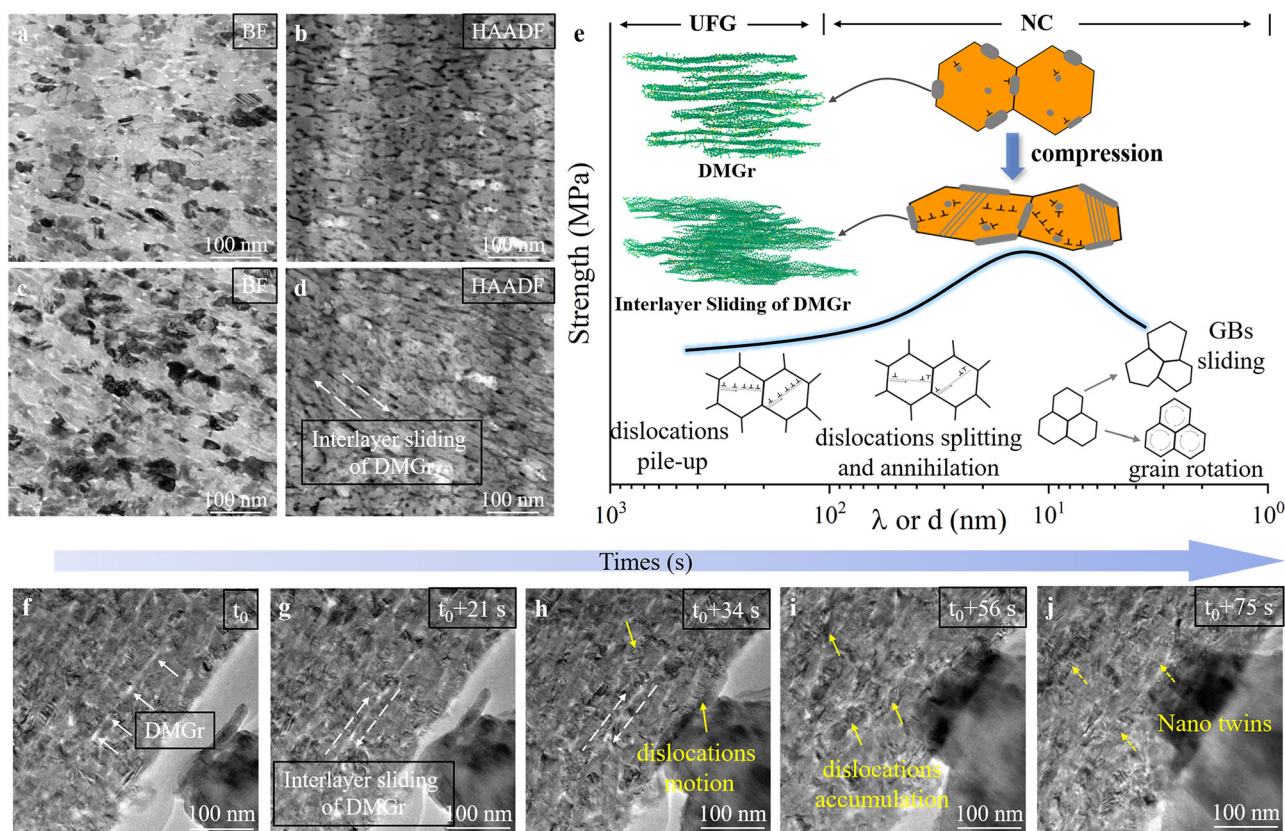 a
BF
100 nm
b
HAADF
100 nm
c
BF
100 nm
d
HAADF
Interlayer sliding
of DMGr
100 nm
e
UFG
NC
DMGr
compression
Interlayer Sliding of DMGr
Strength (MPa)
GBs
sliding
dislocations
pile-up
dislocations splitting
and annihilation
grain rotation
10³
10²
10¹
10⁰
λ or d (nm)
Times (s)
f
t₀
DMGr
100 nm
g
t₀+21 s
Interlayer sliding
of DMGr
100 nm
h
t₀+34 s
dislocations
motion
100 nm
i
t₀+56 s
dislocations
accumulation
100 nm
j
t₀+75 s
Nano twins
100 nm